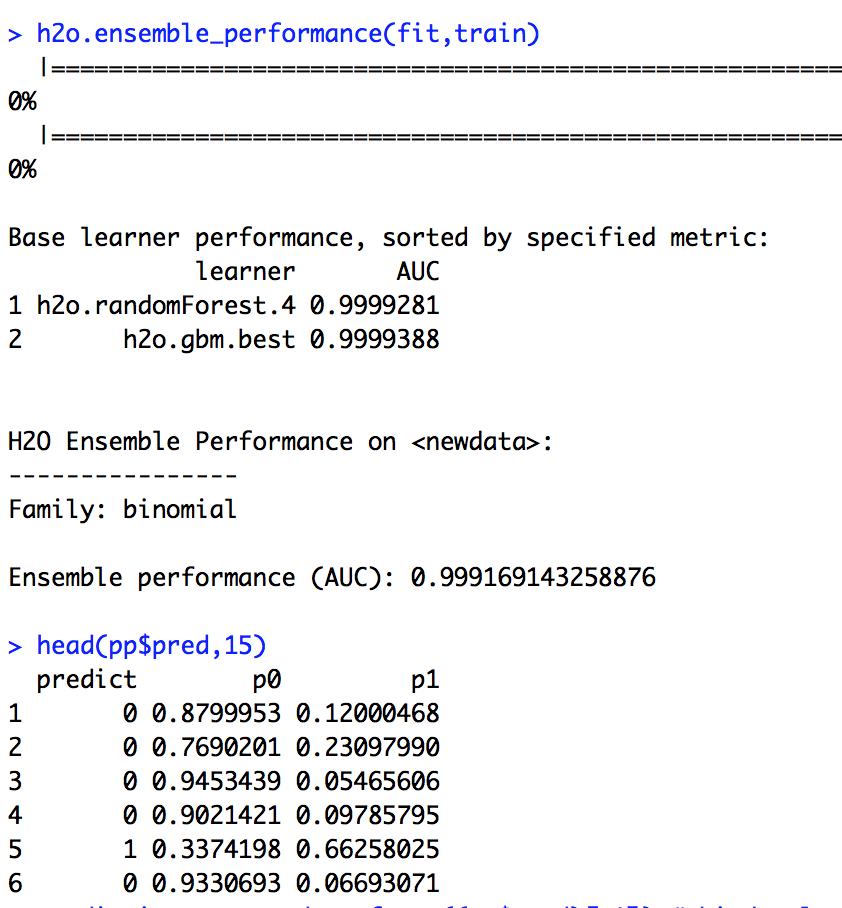 > h2o.ensemble_performance(fit,train)
|=======================================================
0%
|=======================================================
0%
Base learner performance, sorted by specified metric:
learner AUC
1 h2o.randomForest.4 0.9999281
2 h2o.gbm.best 0.9999388
H2O Ensemble Performance on <newdata>:
----------------
Family: binomial
Ensemble performance (AUC): 0.999169143258876
> head(pp$pred,15)
predict p0 p1
1 0 0.8799953 0.12000468
2 0 0.7690201 0.23097990
3 0 0.9453439 0.05465606
4 0 0.9021421 0.09785795
5 1 0.3374198 0.66258025
6 0 0.9330693 0.06693071